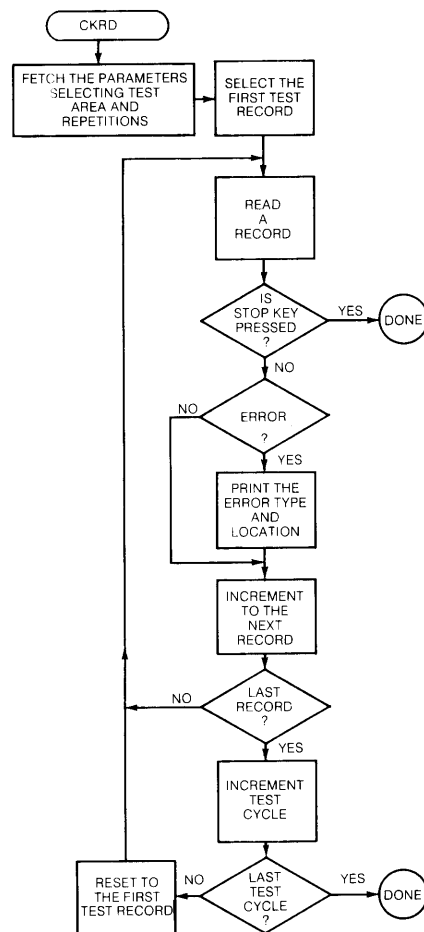 CKRD
FETCH THE PARAMETERS
SELECTING TEST
AREA AND
REPETITIONS
SELECT THE
FIRST TEST
RECORD
READ
A
RECORD
IS
STOP KEY
PRESSED
?
YES
DONE
NO
NO
ERROR
?
YES
PRINT THE
ERROR TYPE
AND
LOCATION
INCREMENT
TO THE
NEXT
RECORD
NO
LAST
RECORD
?
YES
INCREMENT
TEST
CYCLE
RESET TO
THE FIRST
TEST RECORD
NO
LAST
TEST
CYCLE
?
YES
DONE